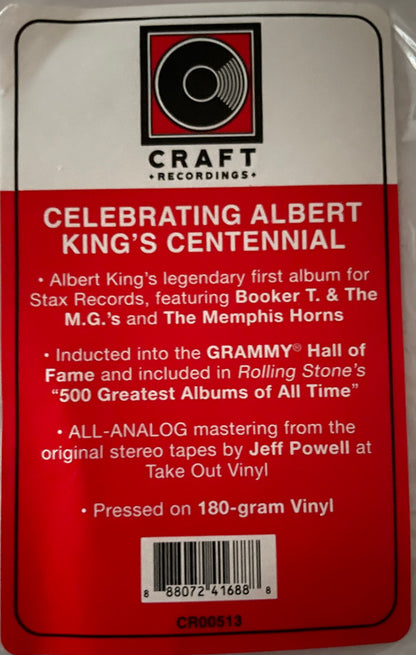 CRAFT
•RECORDINGS•
CELEBRATING ALBERT
KING'S CENTENNIAL
• Albert King's legendary first album for
Stax Records, featuring Booker T. & The
M.G.'s and The Memphis Horns
• Inducted into the GRAMMY® Hall of
Fame and included in Rolling Stone's
“500 Greatest Albums of All Time”
• ALL-ANALOG mastering from the
original stereo tapes by Jeff Powell at
Take Out Vinyl
• Pressed on 180-gram Vinyl
8 88072 41688 8
CR00513